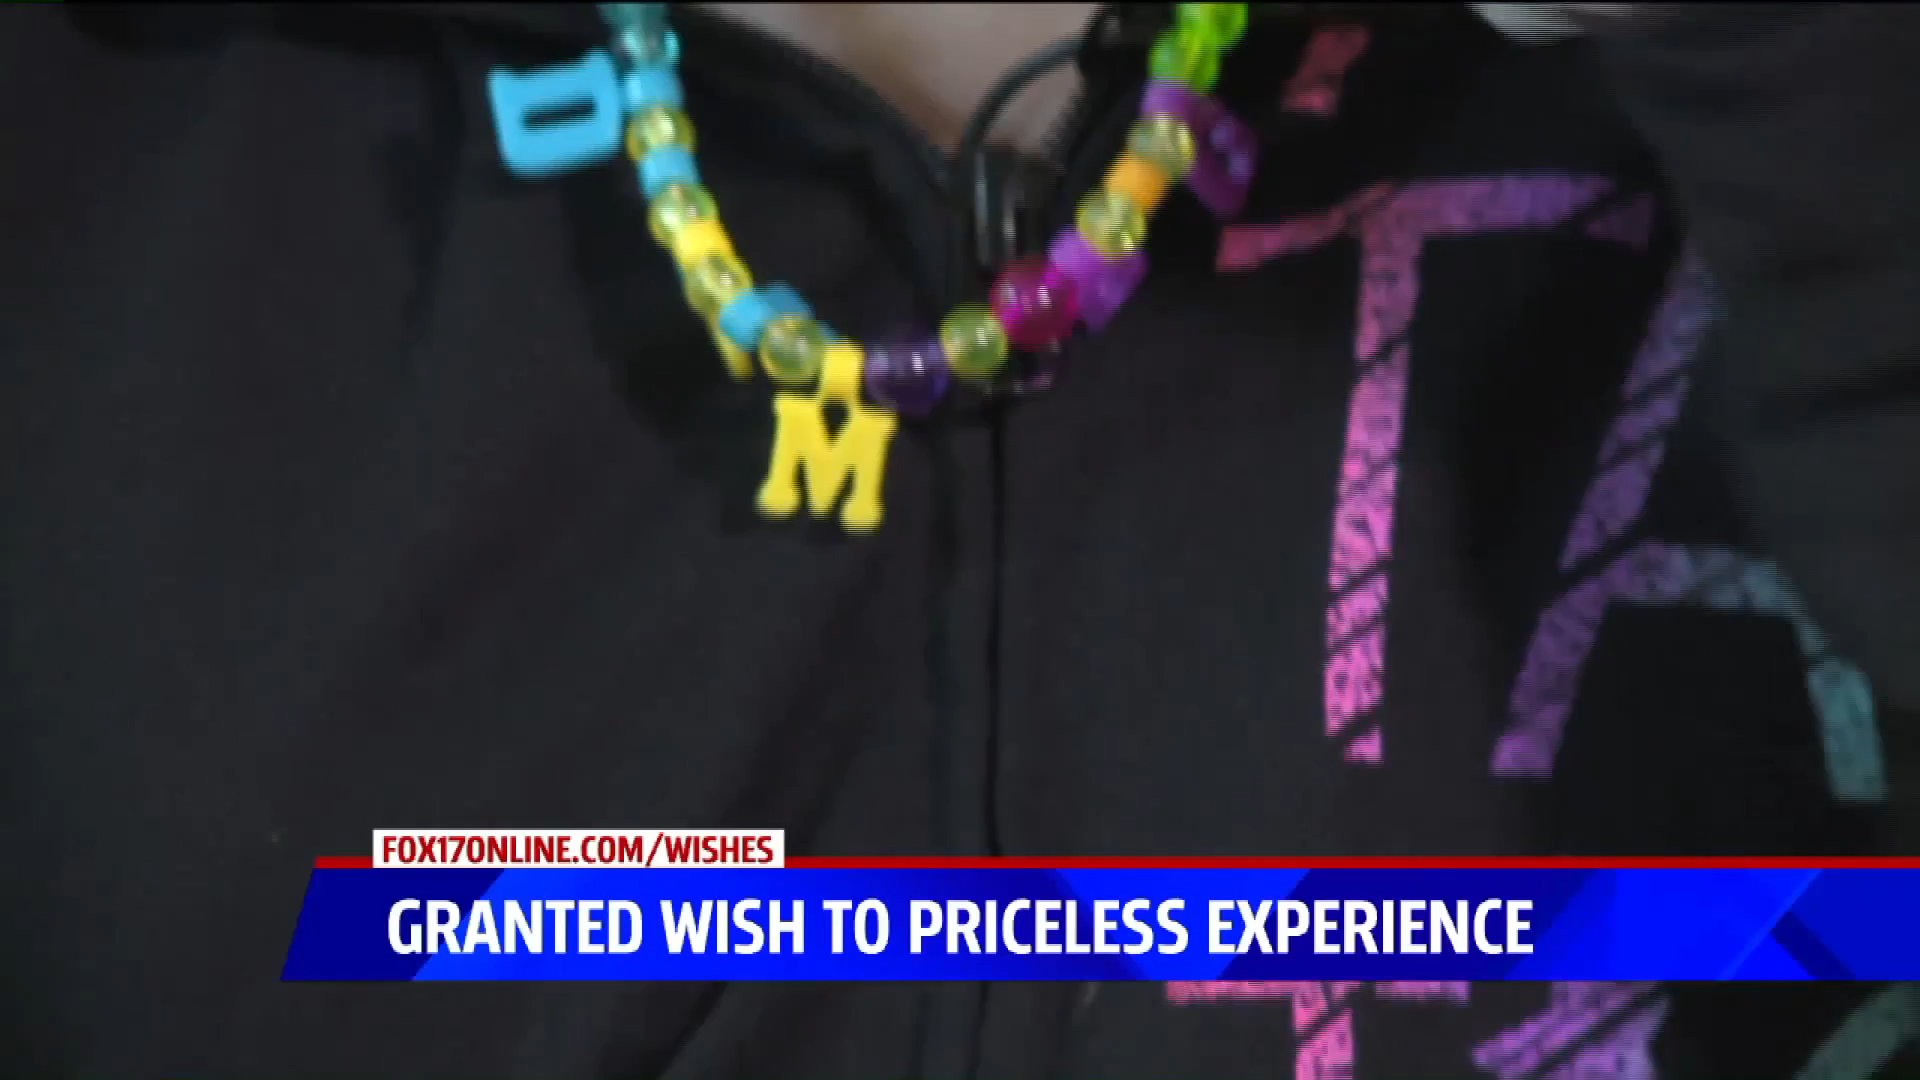 D
M
FOX17ONLINE.COM/WISHES
GRANTED WISH TO PRICELESS EXPERIENCE